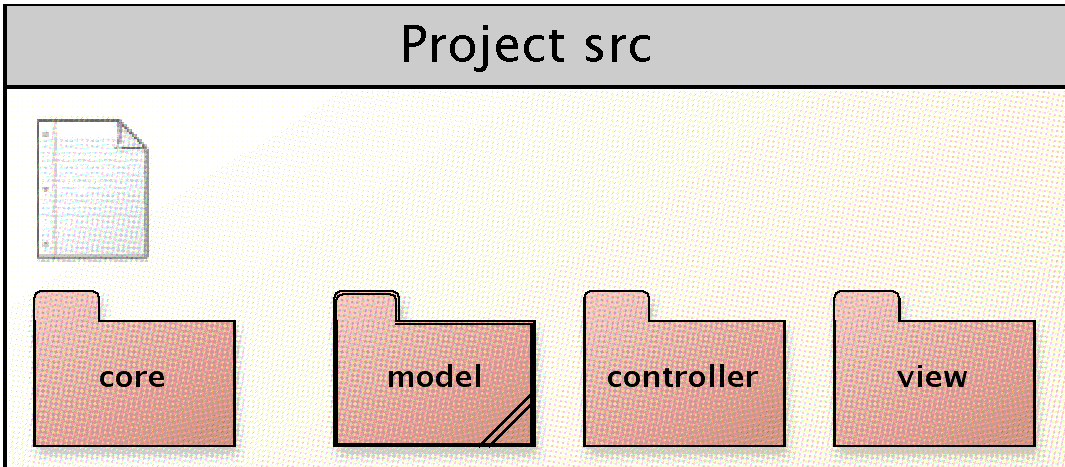 Project src
core
model
controller
view